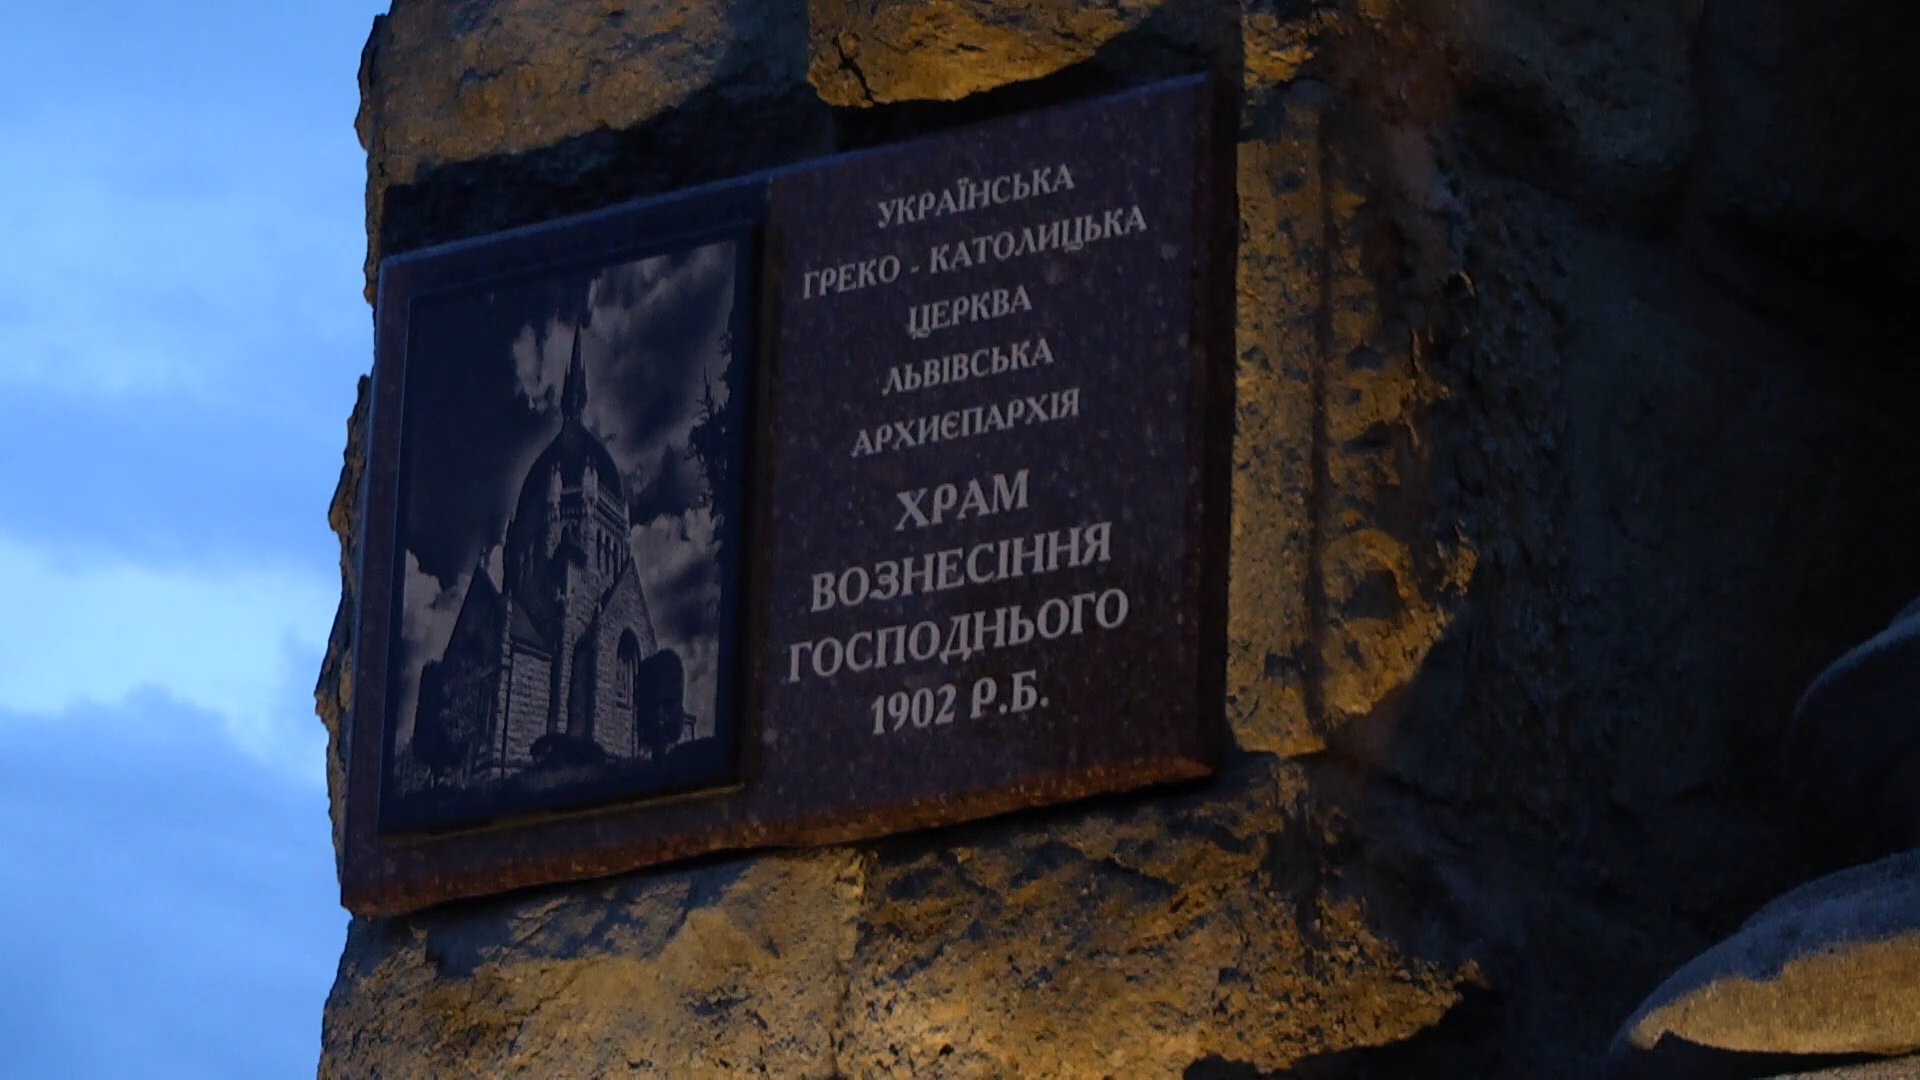 УКРАЇНСЬКА
ГРЕКО - КАТОЛИЦЬКА
ЦЕРКВА
ЛЬВІВСЬКА
АРХИЄПАРХІЯ
ХРАМ
ВОЗНЕСІННЯ
ГОСПОДНЬОГО
1902 Р.Б.